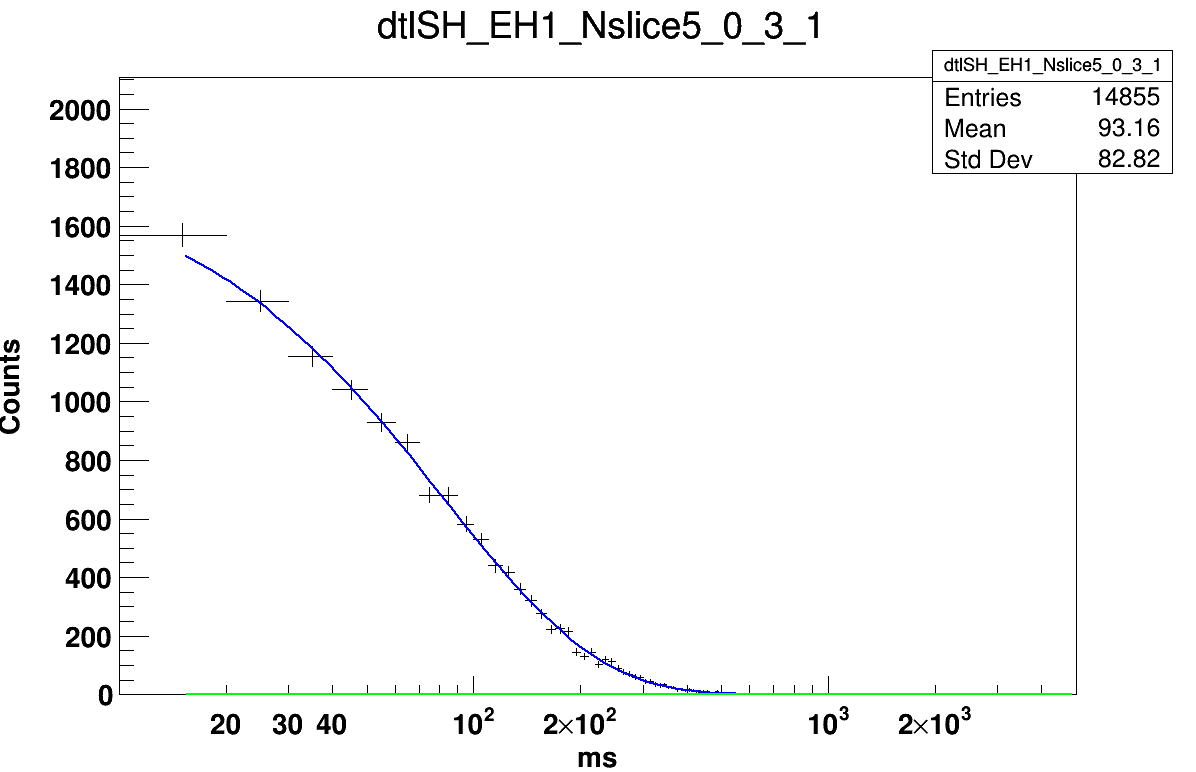 dtlSH_EH1_Nslice5_0_3_1
dtlSH_EH1_Nslice5_0_3_1
Entries 14855
Mean 93.16
Std Dev 82.82
2000
1800
1600
1400
1200
1000
800
600
400
200
0
Counts
20 30 40 10² 2×10² 10³ 2×10³
ms